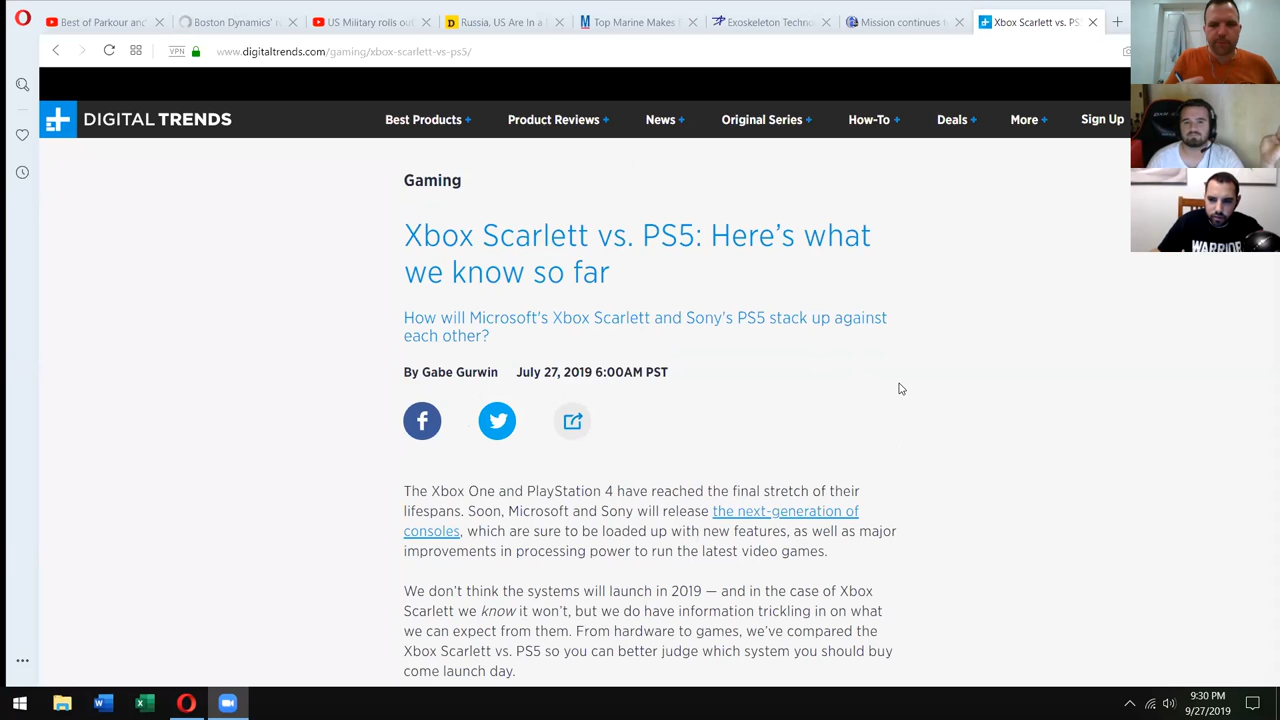 Best of Parkour and
Boston Dynamics' r
US Military rolls out
Russia, US Are In a
Top Marine Makes
Exoskeleton Techno
Mission continues t
Xbox Scarlett vs. PS
VPN
www.digitaltrends.com/gaming/xbox-scarlett-vs-ps5/
DIGITAL TRENDS
Best Products +
Product Reviews +
News +
Original Series +
How-To +
Deals +
More +
Sign Up
Gaming
Xbox Scarlett vs. PS5: Here's what
we know so far
How will Microsoft's Xbox Scarlett and Sony's PS5 stack up against
each other?
By Gabe Gurwin July 27, 2019 6:00AM PST
The Xbox One and PlayStation 4 have reached the final stretch of their
lifespans. Soon, Microsoft and Sony will release the next-generation of
consoles, which are sure to be loaded up with new features, as well as major
improvements in processing power to run the latest video games.
We don't think the systems will launch in 2019 — and in the case of Xbox
Scarlett we know it won't, but we do have information trickling in on what
we can expect from them. From hardware to games, we've compared the
Xbox Scarlett vs. PS5 so you can better judge which system you should buy
come launch day.
WARRIOR
9:30 PM
9/27/2019